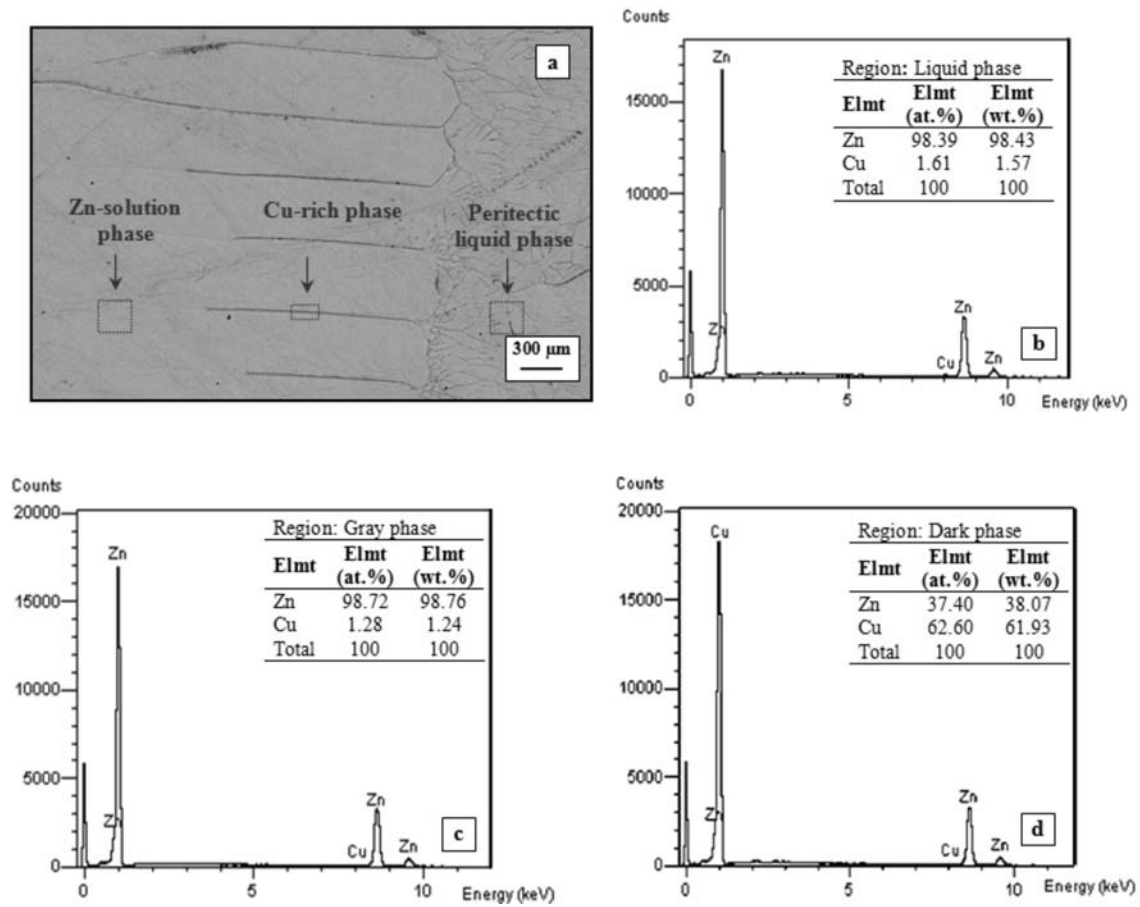 a
Zn-solution
phase
Cu-rich phase
Peritectic
liquid phase
300 µm
Counts
Zn
Region: Liquid phase
Elmt Elmt (at.%) Elmt (wt.%)
Zn 98.39 98.43
Cu 1.61 1.57
Total 100 100
15000
10000
5000
0
Z
Zn
Cu
Zn
b
0 5 10
Energy (keV)
Counts
20000
Zn
Region: Gray phase
Elmt Elmt (at.%) Elmt (wt.%)
Zn 98.72 98.76
Cu 1.28 1.24
Total 100 100
15000
10000
5000
0
Z
Zn
Cu
Zn
c
0 5 10
Energy (keV)
Counts
20000
Cu
Region: Dark phase
Elmt Elmt (at.%) Elmt (wt.%)
Zn 37.40 38.07
Cu 62.60 61.93
Total 100 100
15000
10000
5000
0
Z
Zn
Cu
Zn
d
0 5 10
Energy (keV)